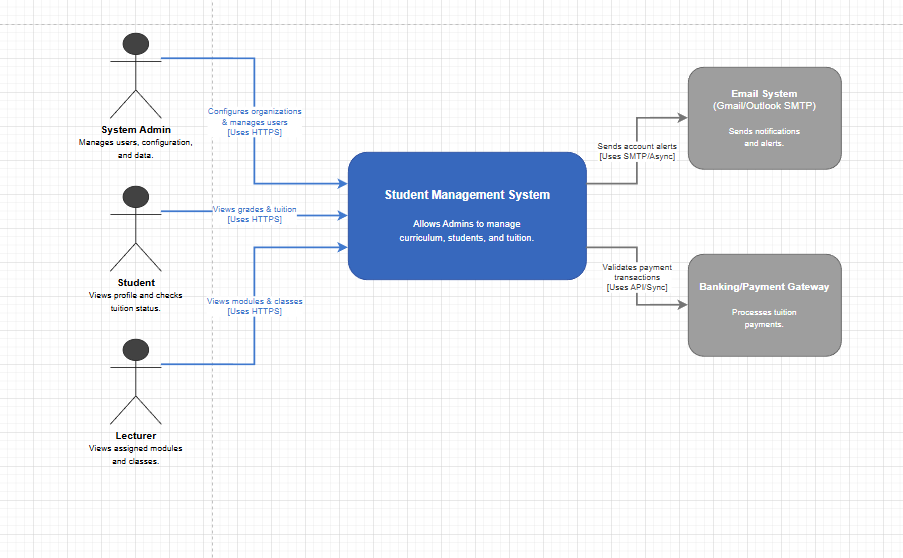 System Admin
Manages users, configuration,
and data.
Configures organizations
& manages users
[Uses HTTPS]
Student
Views profile and checks
tuition status.
Views grades & tuition
[Uses HTTPS]
Lecturer
Views assigned modules
and classes.
Views modules & classes
[Uses HTTPS]
Student Management System
Allows Admins to manage
curriculum, students, and tuition.
Sends account alerts
[Uses SMTP/Async]
Email System
(Gmail/Outlook SMTP)
Sends notifications
and alerts.
Validates payment
transactions
[Uses API/Sync]
Banking/Payment Gateway
Processes tuition
payments.